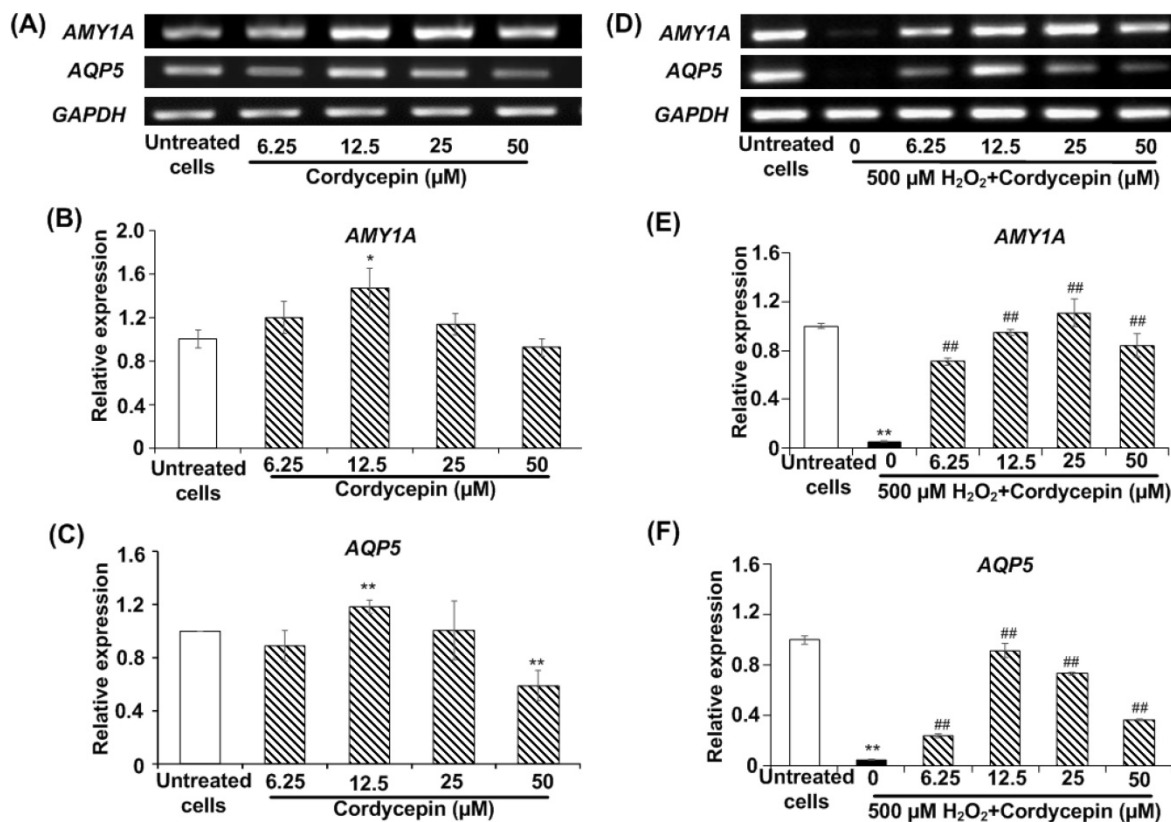 (A)
AMY1A
AQP5
GAPDH
Untreated cells 6.25 12.5 25 50
Cordycepin (µM)
(D)
AMY1A
AQP5
GAPDH
Untreated cells 0 6.25 12.5 25 50
500 µM H₂O₂+Cordycepin (µM)
(B)
AMY1A
Relative expression
2.0
1.6
1.2
0.8
0.4
0
*
Untreated cells 6.25 12.5 25 50
Cordycepin (µM)
(E)
AMY1A
Relative expression
1.6
1.2
0.8
0.4
0
** ## ## ## ##
Untreated cells 0 6.25 12.5 25 50
500 µM H₂O₂+Cordycepin (µM)
(C)
AQP5
Relative expression
1.6
1.2
0.8
0.4
0
** **
Untreated cells 6.25 12.5 25 50
Cordycepin (µM)
(F)
AQP5
Relative expression
1.6
1.2
0.8
0.4
0
** ## ## ## ##
Untreated cells 0 6.25 12.5 25 50
500 µM H₂O₂+Cordycepin (µM)